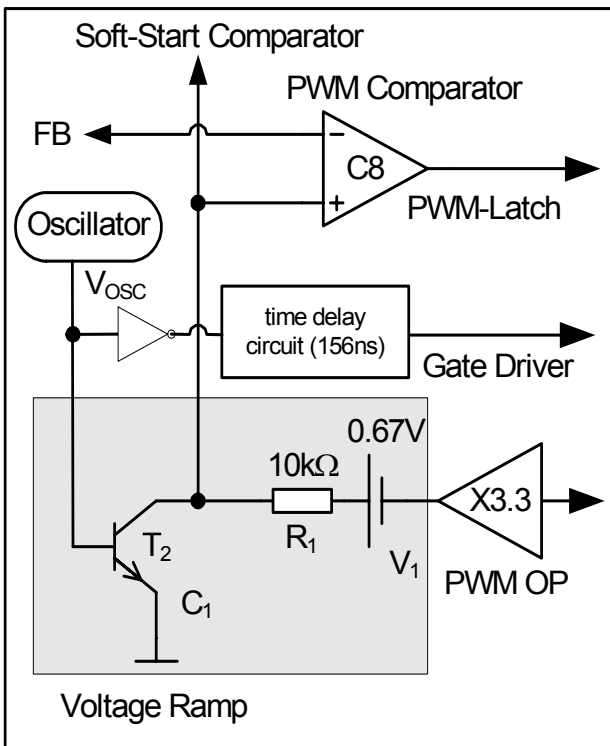 Soft-Start Comparator
PWM Comparator
FB
−
C8
+
PWM-Latch
Oscillator
V_OSC
time delay
circuit (156ns)
Gate Driver
0.67V
10kΩ
X3.3
R₁
T₂
V₁
PWM OP
C₁
Voltage Ramp